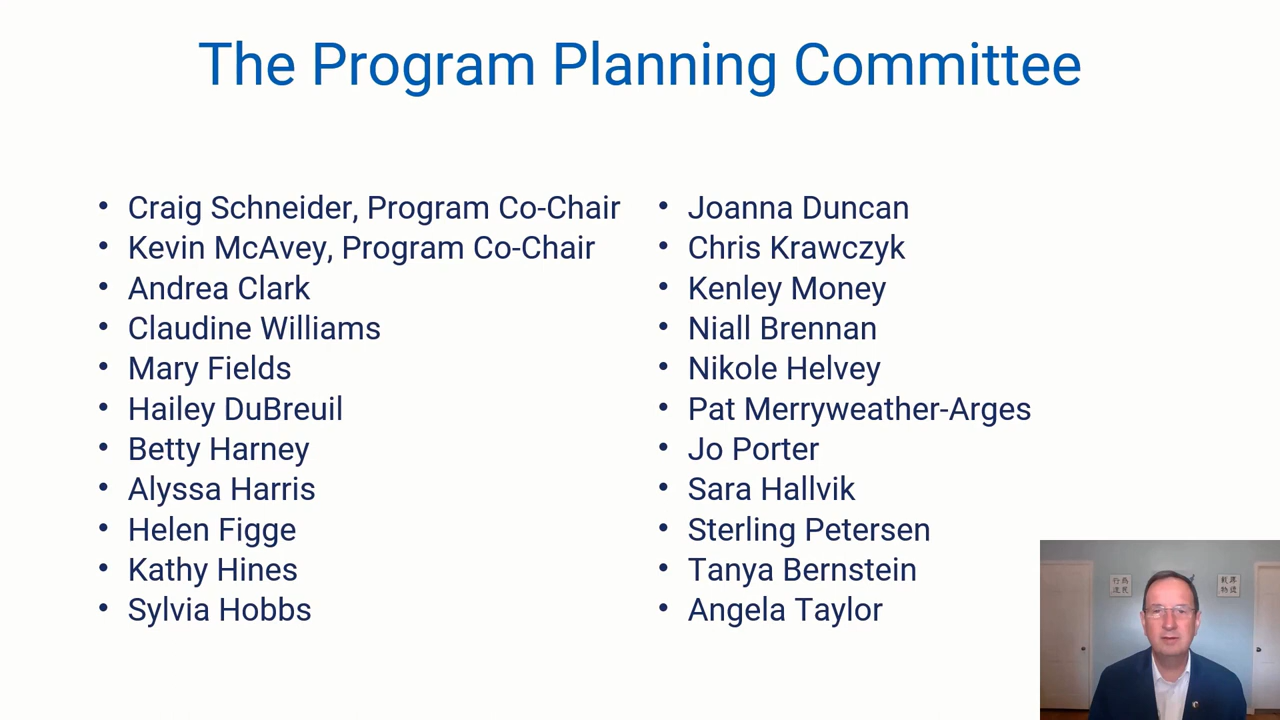 The Program Planning Committee
• Craig Schneider, Program Co-Chair
• Kevin McAvey, Program Co-Chair
• Andrea Clark
• Claudine Williams
• Mary Fields
• Hailey DuBreuil
• Betty Harney
• Alyssa Harris
• Helen Figge
• Kathy Hines
• Sylvia Hobbs
• Joanna Duncan
• Chris Krawczyk
• Kenley Money
• Niall Brennan
• Nikole Helvey
• Pat Merryweather-Arges
• Jo Porter
• Sara Hallvik
• Sterling Petersen
• Tanya Bernstein
• Angela Taylor